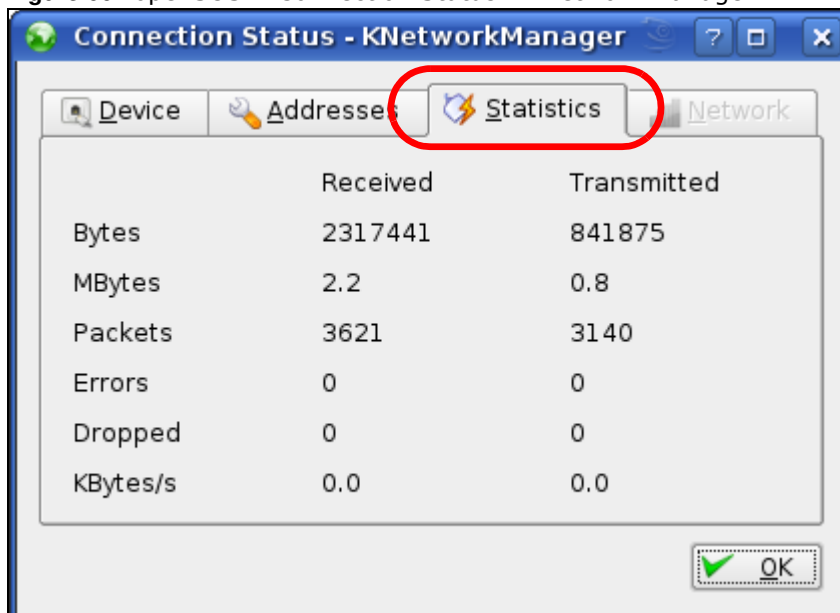 Connection Status - KNetworkManager
Device Addresses Statistics Network
Received Transmitted
Bytes 2317441 841875
MBytes 2.2 0.8
Packets 3621 3140
Errors 0 0
Dropped 0 0
KBytes/s 0.0 0.0
OK